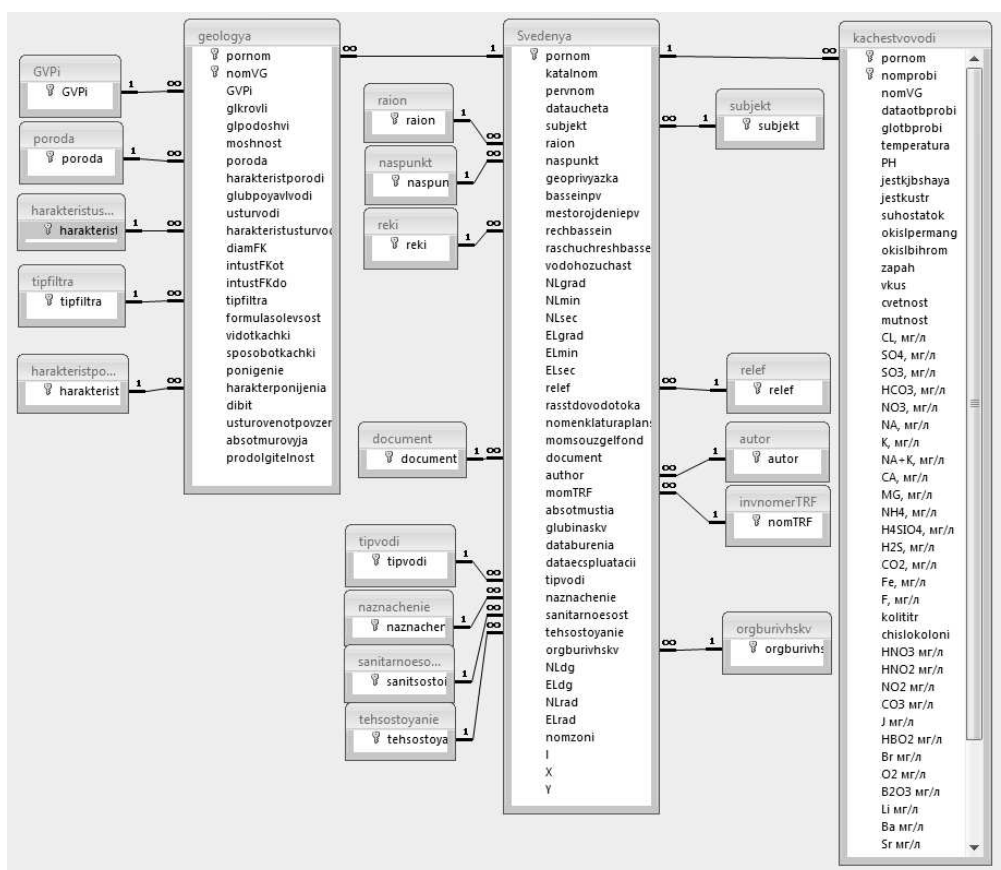 GVPi
GVPi
poroda
poroda
harakteristus...
harakterist
tipfiltra
tipfiltra
harakteristpo...
harakterist
geologya
pornom
nomVG
GVPi
glkrovli
glpodoshvi
moshnost
poroda
harakteristporodi
glubpoyavlvodi
usturvodi
harakteristusturvoc
diamFK
intustFKot
intustFKdo
tipfiltra
formulasolevsost
vidotkachki
sposobotkachki
ponigenie
harakterponijenia
dibit
usturovenotpovzer
absotmurovyja
prodolgitelnost
raion
raion
naspunkt
naspun
reki
reki
document
document
tipvodi
tipvodi
naznachenie
naznacher
sanitarnoeso...
sanitsostoi
tehsostoyanie
tehsostoya
Svedenya
pornom
katalnom
pervnom
dataucheta
subjekt
raion
naspunkt
geoprivyazka
basseinpv
mestorojdeniepv
rechbassein
raschuchreshbasse
vodohozuchast
NLgrad
NLmin
NLsec
ELgrad
ELmin
ELsec
relef
rasstdovodotoka
nomenklaturaplan:
momsouzgelfond
document
author
momTRF
absotmustia
glubinaskv
databurenia
dataecspluatacii
tipvodi
naznachenie
sanitarnoesost
tehsostoyanie
orgburivhskv
NLdg
ELdg
NLrad
ELrad
nomzoni
I
X
Y
subjekt
subjekt
relef
relef
autor
autor
invnomerTRF
nomTRF
orgburivhskv
orgburivhs
kachestvovodi
pornom
nomprobi
nomVG
dataotbprobi
glotbprobi
temperatura
PH
jestkjbshaya
jestkustr
suhostatok
okislpermang
okislbihrom
zapah
vkus
cvetnost
mutnost
CL, мг/л
SO4, мг/л
SO3, мг/л
HCO3, мг/л
NO3, мг/л
NA, мг/л
K, мг/л
NA+K, мг/л
CA, мг/л
MG, мг/л
NH4, мг/л
H4SIO4, мг/л
H2S, мг/л
CO2, мг/л
Fe, мг/л
F, мг/л
kolititr
chislokoloni
HNO3 мг/л
HNO2 мг/л
NO2 мг/л
CO3 мг/л
J мг/л
HBO2 мг/л
Br мг/л
O2 мг/л
B2O3 мг/л
Li мг/л
Ba мг/л
Sr мг/л